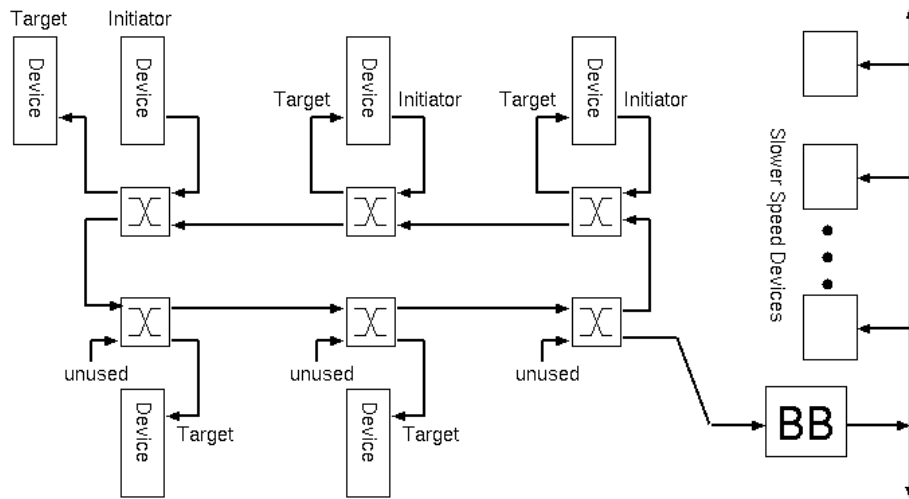 Target Initiator
Device
Device
Device
Device
Target Initiator
Target Initiator
Slower Speed Devices
unused
unused
unused
Device
Target
Device
Target
BB